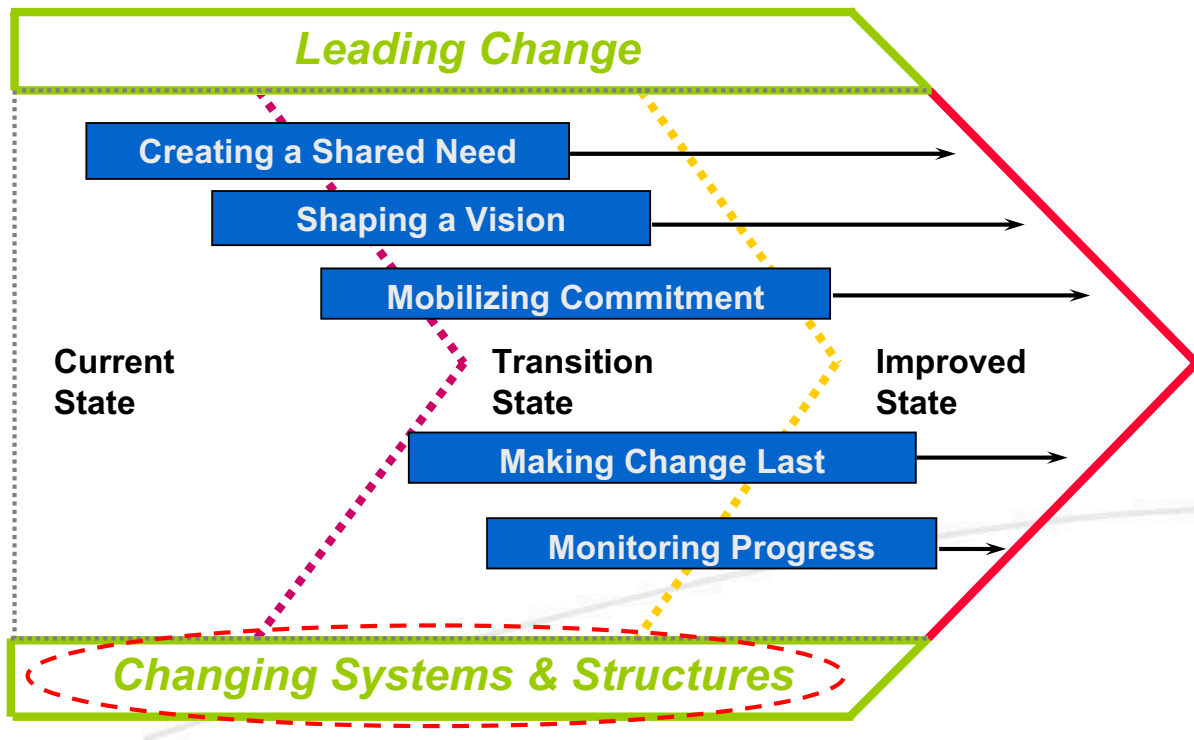 Leading Change
Creating a Shared Need
Shaping a Vision
Mobilizing Commitment
Current
State
Transition
State
Improved
State
Making Change Last
Monitoring Progress
Changing Systems & Structures